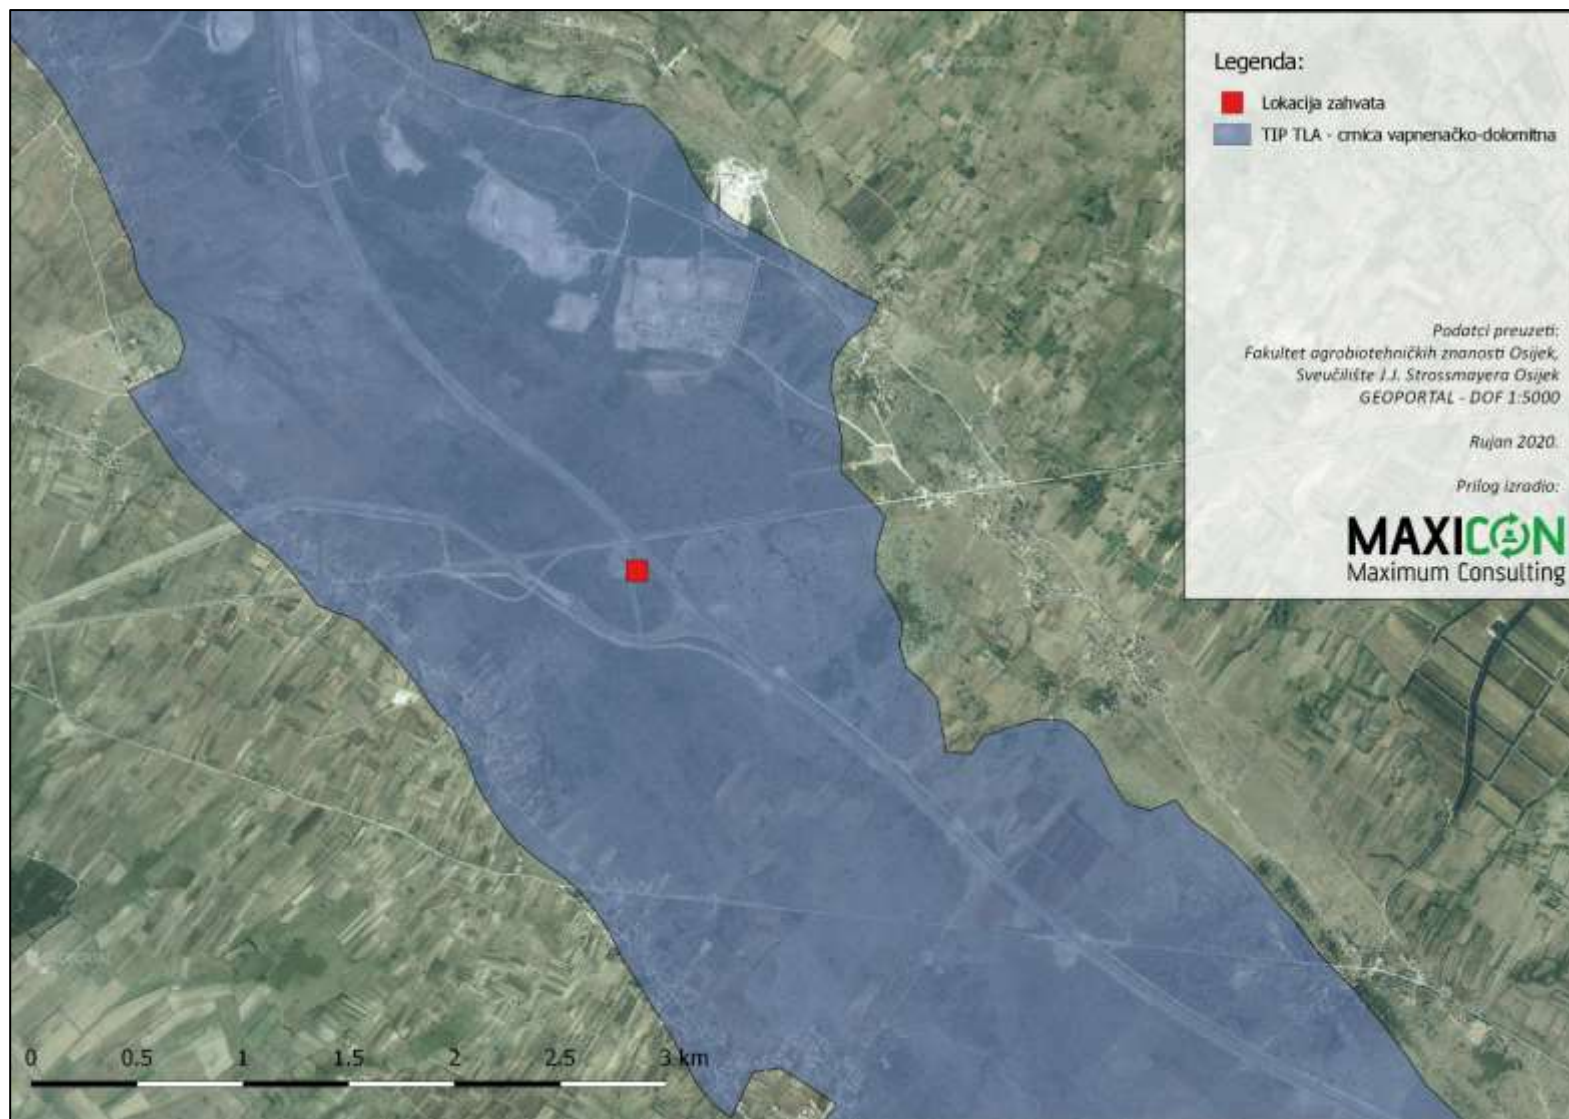 Legenda:
Lokacija zahvata
TIP TLA - crnica vapnenačko-dolomitna
Podatci preuzeti:
Fakultet agrobiotehničkih znanosti Osijek,
Sveučilište J.J. Strossmayera Osijek
GEOPORTAL - DOF 1:5000
Rujan 2020.
Prilog izradio:
MAXICON
Maximum Consulting
0 0.5 1 1.5 2 2.5 3 km